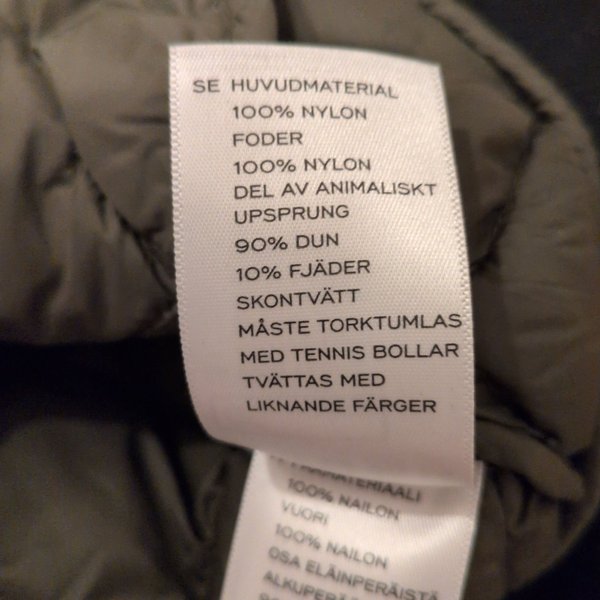 SE HUVUDMATERIAL
100% NYLON
FODER
100% NYLON
DEL AV ANIMALISKT
UPSPRUNG
90% DUN
10% FJÄDER
SKONTVÄTT
MÅSTE TORKTUMLAS
MED TENNIS BOLLAR
TVÄTTAS MED
LIKNANDE FÄRGER
100% NAILON
VUORI
100% NAILON
OSA ELÄINPERÄISTÄ